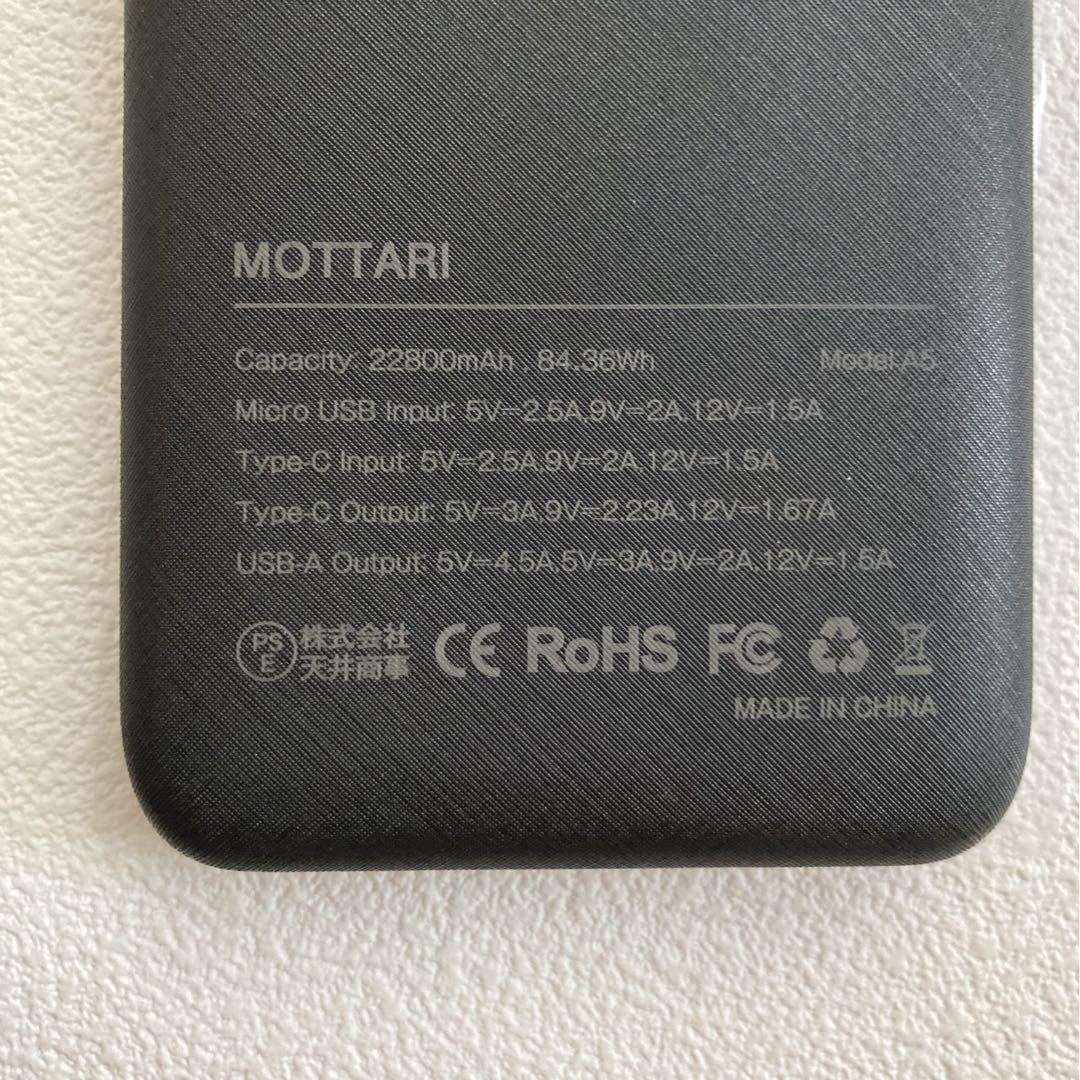 MOTTARI
Capacity: 22800mAh . 84.36Wh Model:A5
Micro USB Input: 5V⎓2.5A,9V⎓2A,12V⎓1.5A
Type-C Input: 5V⎓2.5A,9V⎓2A,12V⎓1.5A
Type-C Output: 5V⎓3A,9V⎓2.23A,12V⎓1.67A
USB-A Output: 5V⎓4.5A,5V⎓3A,9V⎓2A,12V⎓1.5A
PSE 株式会社
天井商事 CE RoHS FC
MADE IN CHINA